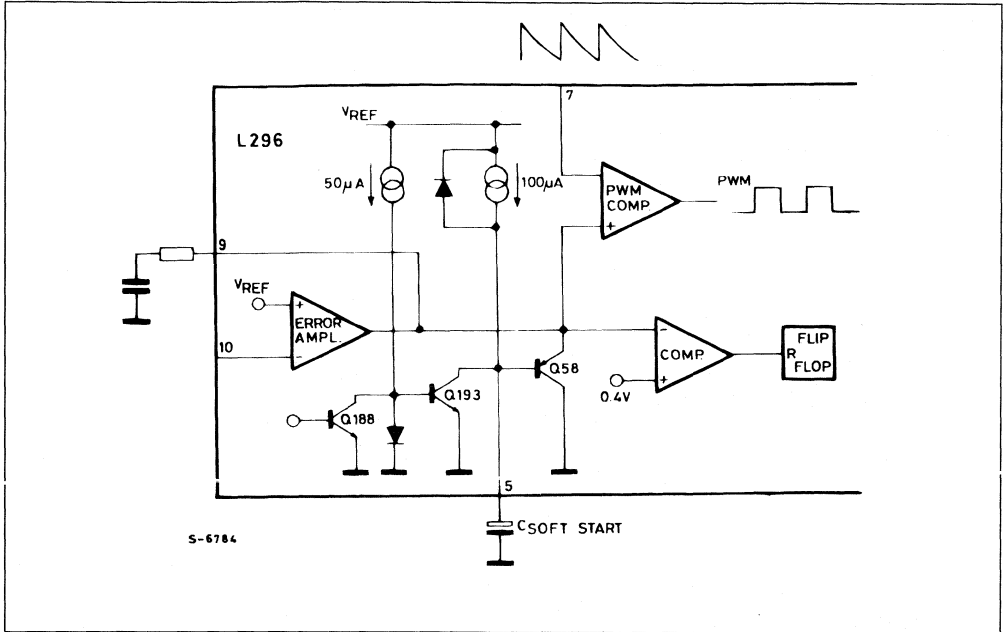 7
VREF
L296
50µA
100µA
PWM
COMP.
+
PWM
9
VREF
+
ERROR
AMPL.
-
10
-
COMP.
+
0.4V
FLIP
R
FLOP
Q58
Q193
Q188
5
CSOFT START
S-6784